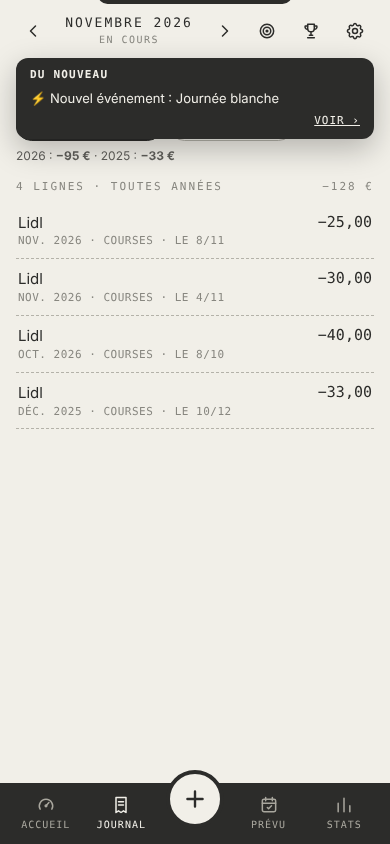 NOVEMBRE 2026
EN COURS
DU NOUVEAU
⚡ Nouvel événement : Journée blanche
VOIR ›
2026 : −95 € · 2025 : −33 €
4 LIGNES · TOUTES ANNÉES −128 €
Lidl −25,00
NOV. 2026 · COURSES · LE 8/11
Lidl −30,00
NOV. 2026 · COURSES · LE 4/11
Lidl −40,00
OCT. 2026 · COURSES · LE 8/10
Lidl −33,00
DÉC. 2025 · COURSES · LE 10/12
ACCUEIL JOURNAL PRÉVU STATS